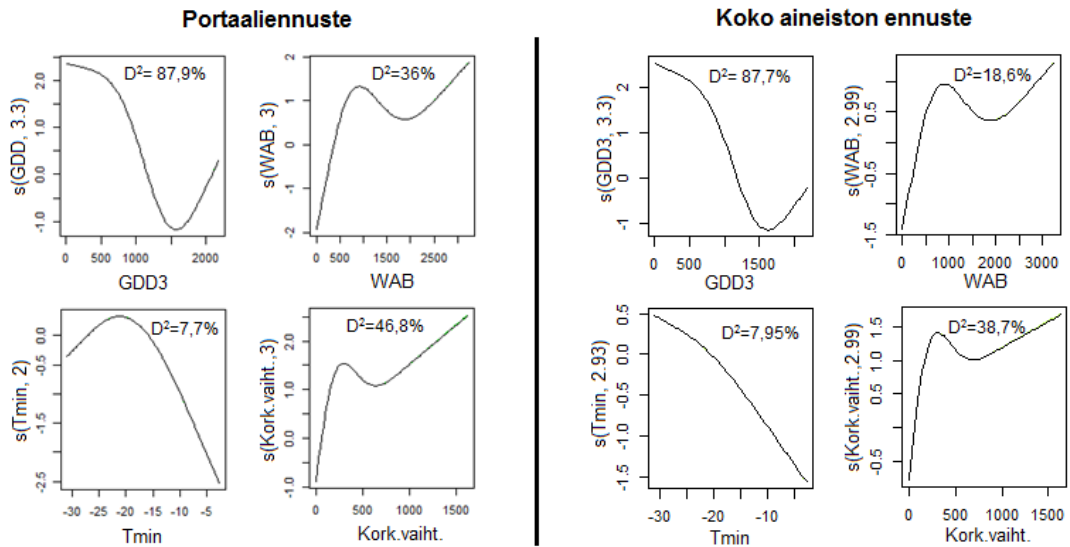 Portaaliennuste
Koko aineiston ennuste
D²= 87,9%
s(GDD, 3.3)
-1.0 0.0 1.0 2.0
0 500 1000 2000
GDD3
D²=36%
s(WAB, 3)
-2 -1 0 1 2
0 500 1500 2500
WAB
D²= 87,7%
s(GDD3, 3.3)
-1 0 1 2
0 500 1500
GDD3
D²=18,6%
s(WAB, 2.99)
-1.5 -0.5 0.5
0 1000 2000 3000
WAB
D²=7,7%
s(Tmin, 2)
-2.5 -1.5 -0.5 0.0
-30 -25 -20 -15 -10 -5
Tmin
D²=46,8%
s(Kork.vaiht.,3)
-1.0 0.0 1.0 2.0
0 500 1000 1500
Kork.vaiht.
D²=7,95%
s(Tmin, 2.93)
-1.5 -1.0 -0.5 0.0 0.5
-30 -20 -10
Tmin
D²=38,7%
s(Kork.vaiht.,2.99)
-0.5 0.5 1.0 1.5
0 500 1000 1500
Kork.vaiht.